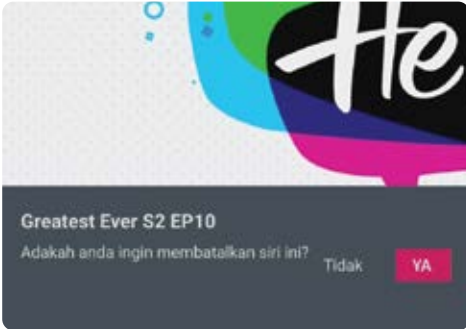 He
Greatest Ever S2 EP10
Adakah anda ingin membatalkan siri ini?
Tidak
YA